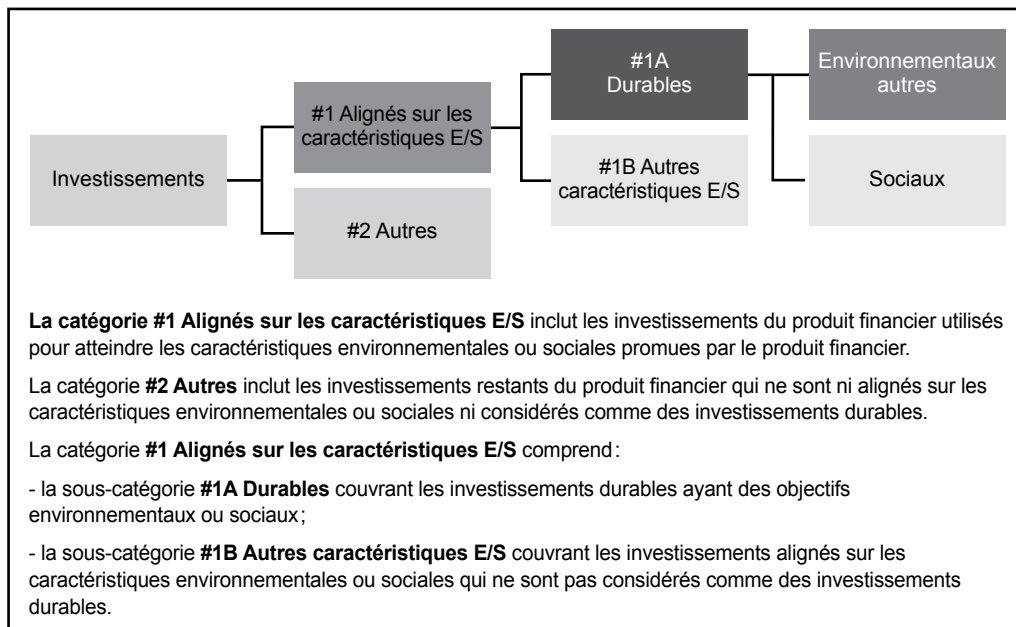 #1A
Durables
Environnementaux
autres
#1 Alignés sur les
caractéristiques E/S
Investissements
#1B Autres
caractéristiques E/S
Sociaux
#2 Autres
La catégorie #1 Alignés sur les caractéristiques E/S inclut les investissements du produit financier utilisés
pour atteindre les caractéristiques environnementales ou sociales promues par le produit financier.
La catégorie #2 Autres inclut les investissements restants du produit financier qui ne sont ni alignés sur les
caractéristiques environnementales ou sociales ni considérés comme des investissements durables.
La catégorie #1 Alignés sur les caractéristiques E/S comprend :
- la sous-catégorie #1A Durables couvrant les investissements durables ayant des objectifs
environnementaux ou sociaux ;
- la sous-catégorie #1B Autres caractéristiques E/S couvrant les investissements alignés sur les
caractéristiques environnementales ou sociales qui ne sont pas considérés comme des investissements
durables.